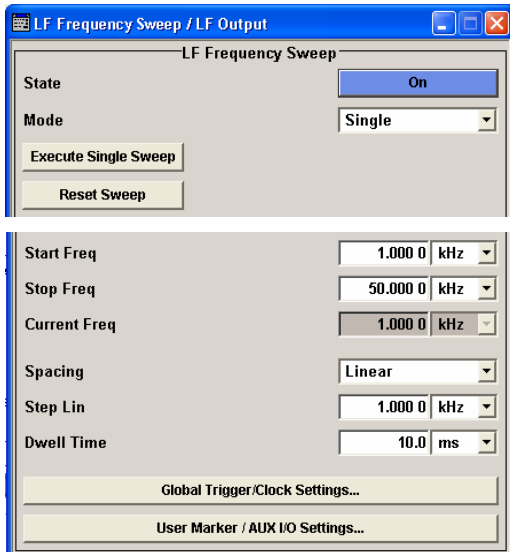 LF Frequency Sweep / LF Output
LF Frequency Sweep
State On
Mode Single
Execute Single Sweep
Reset Sweep
Start Freq 1.000 0 kHz
Stop Freq 50.000 0 kHz
Current Freq 1.000 0 kHz
Spacing Linear
Step Lin 1.000 0 kHz
Dwell Time 10.0 ms
Global Trigger/Clock Settings...
User Marker / AUX I/O Settings...